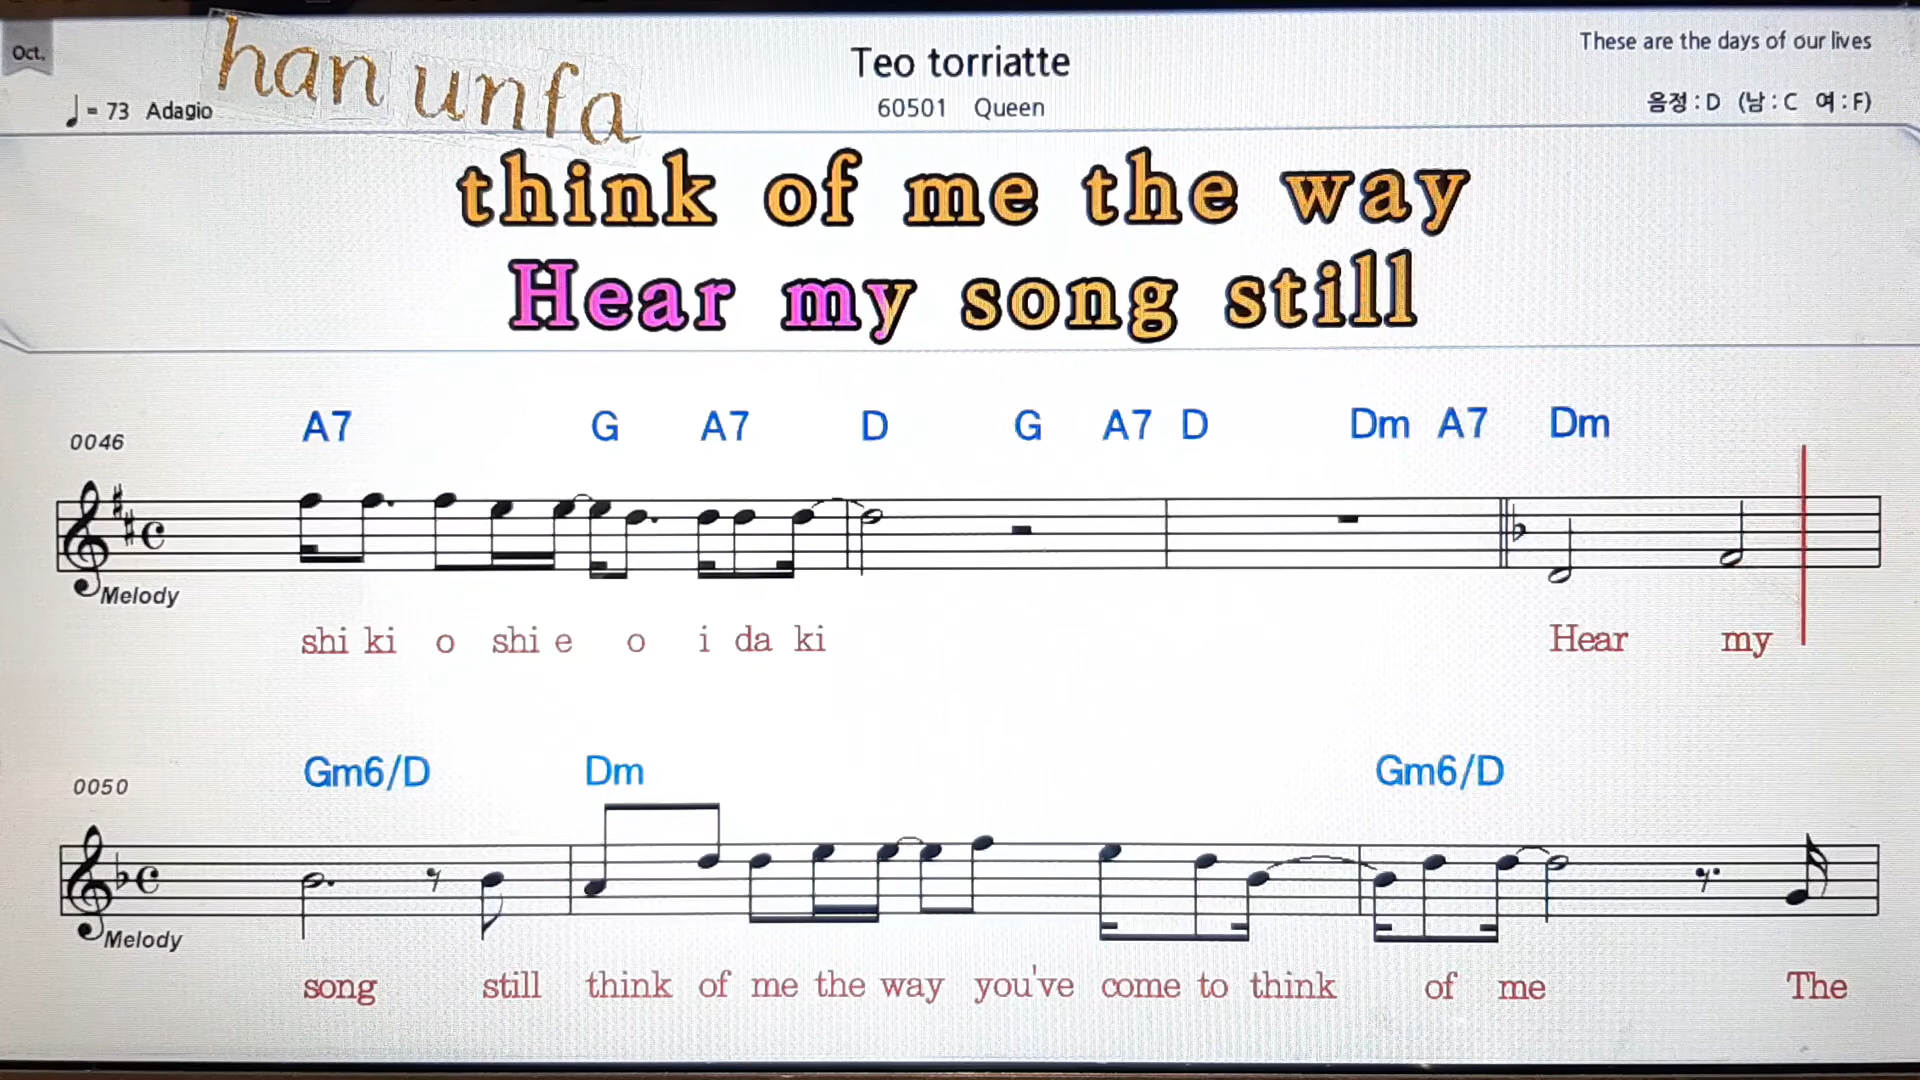 Oct.
han unfa
Teo torriatte
These are the days of our lives
= 73 Adagio
60501 Queen
음정 : D (남 : C 여 : F)
think of me the way
Hear my song still
A7 G A7 D G A7 D Dm A7 Dm
0046
Melody
shi ki o shi e o i da ki Hear my
Gm6/D Dm Gm6/D
0050
Melody
song still think of me the way you've come to think of me The